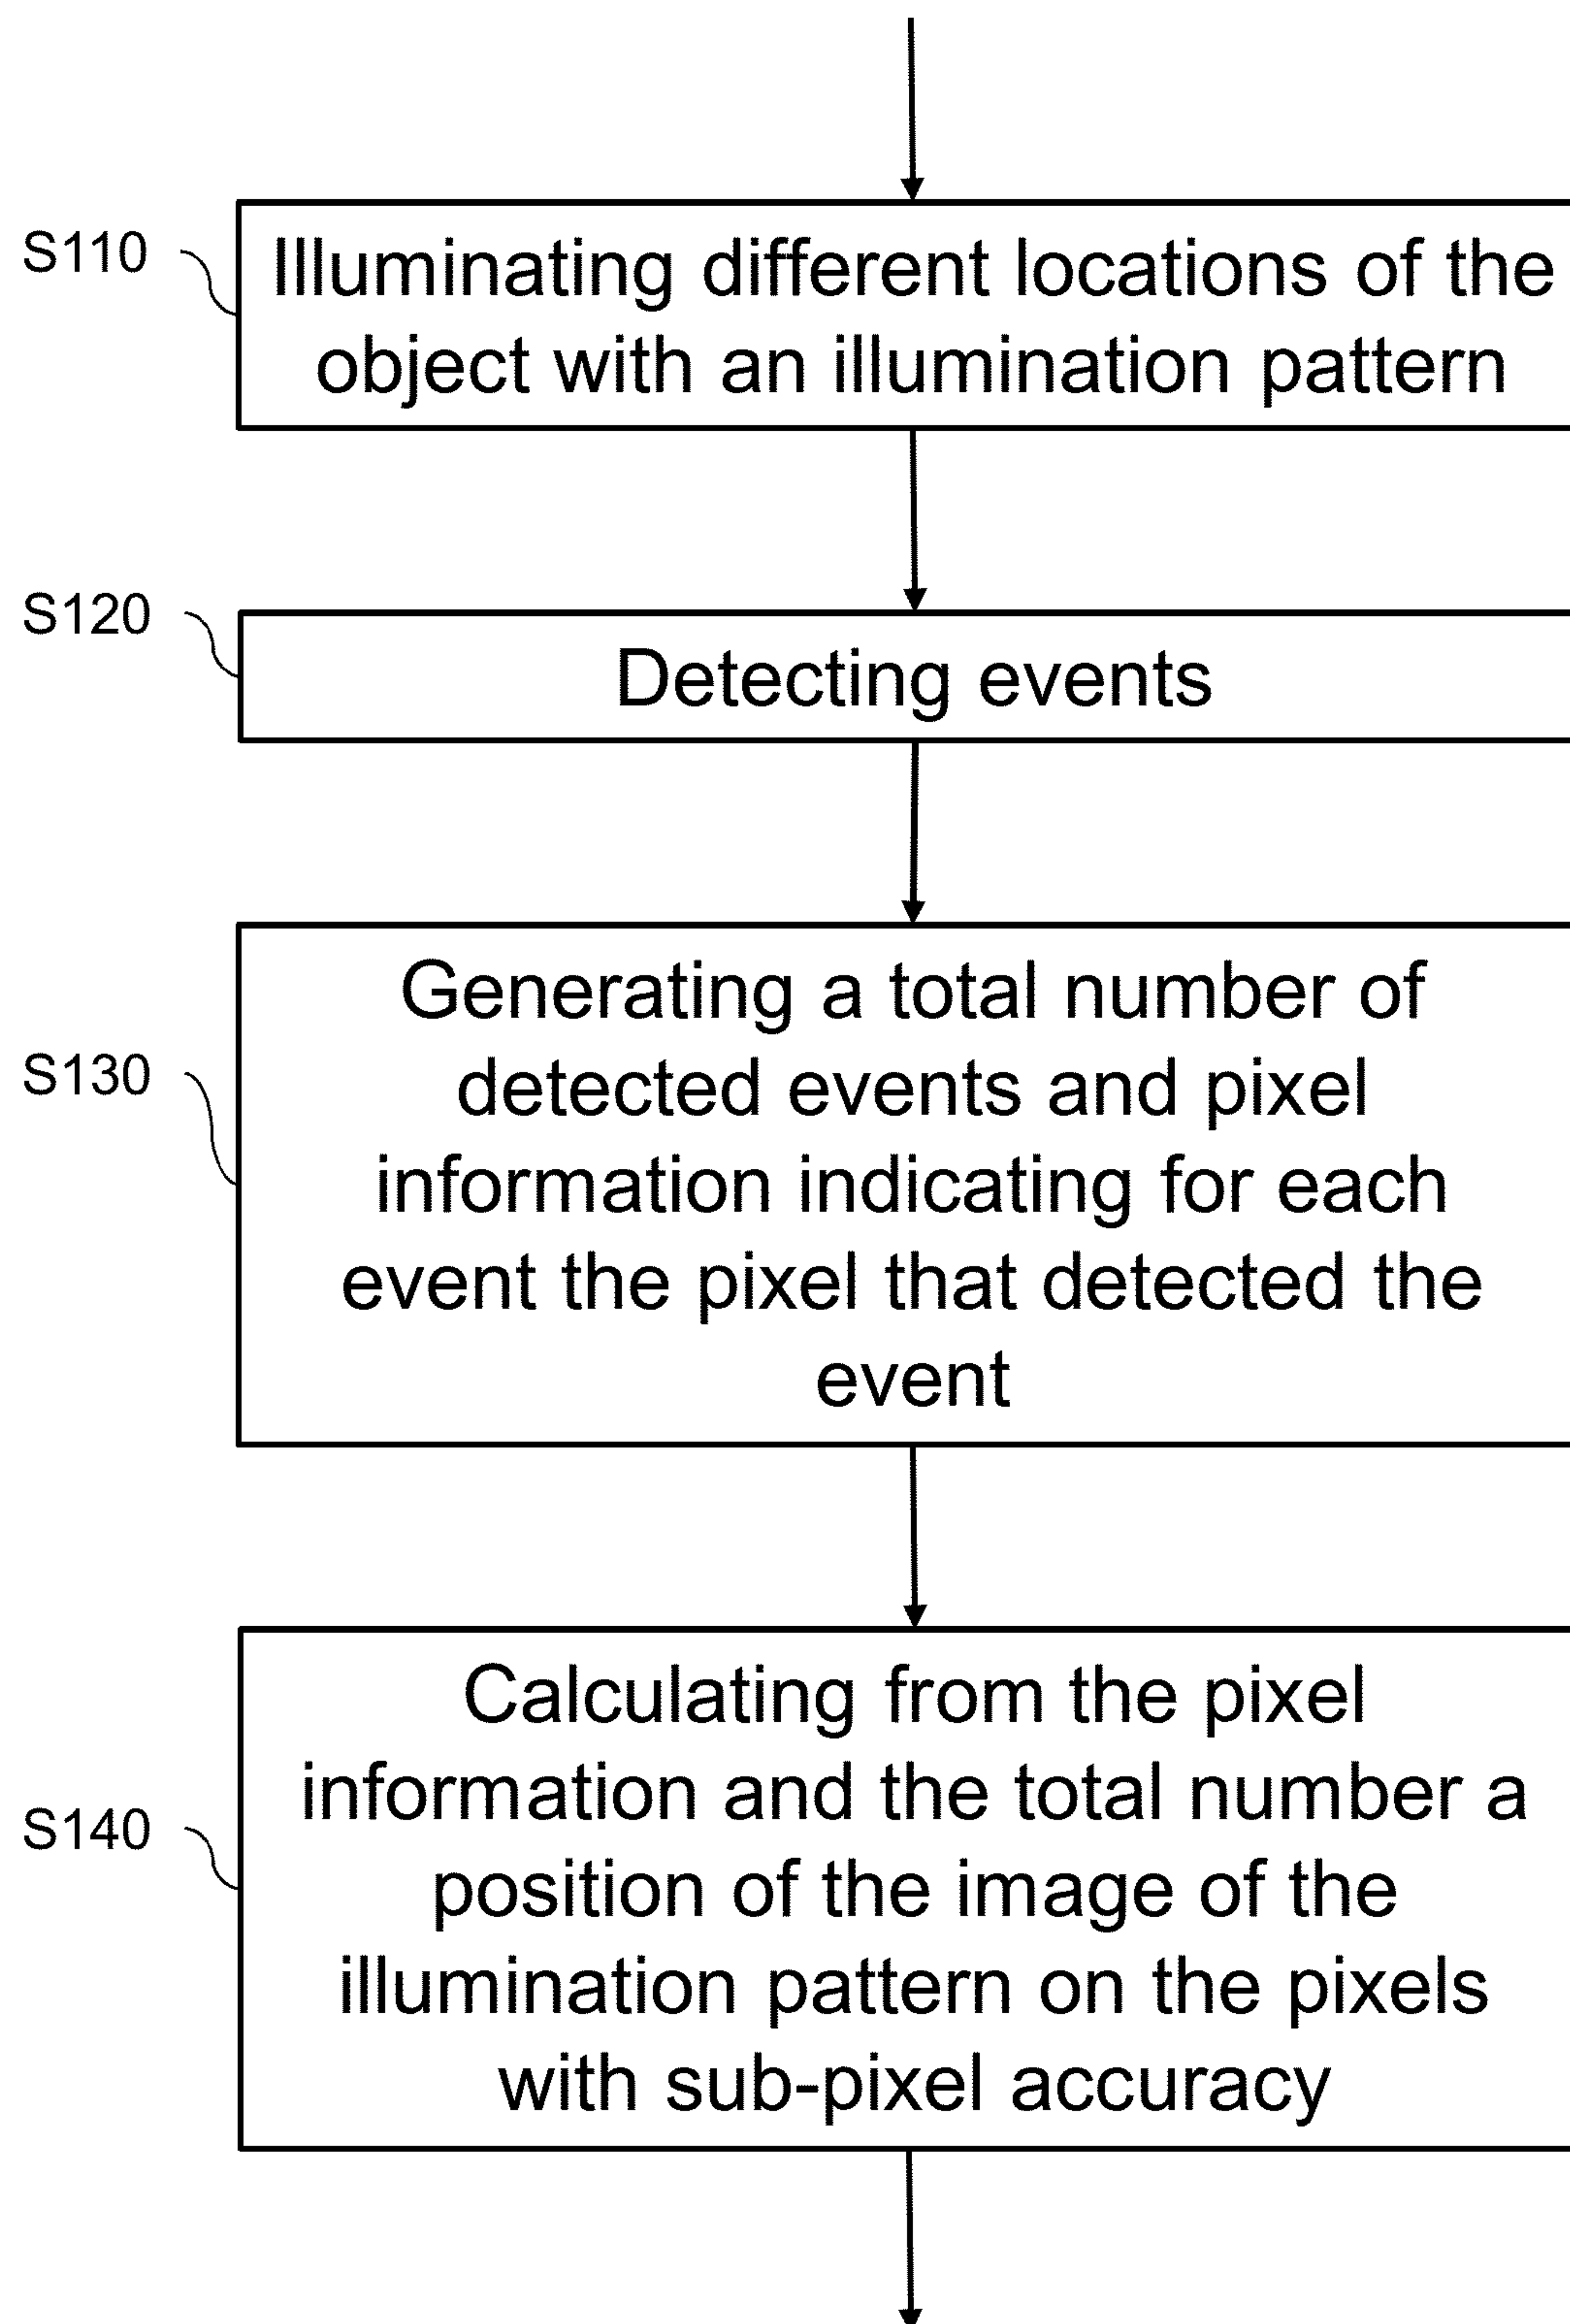 S110
Illuminating different locations of the
object with an illumination pattern
S120
Detecting events
S130
Generating a total number of
detected events and pixel
information indicating for each
event the pixel that detected the
event
S140
Calculating from the pixel
information and the total number a
position of the image of the
illumination pattern on the pixels
with sub-pixel accuracy